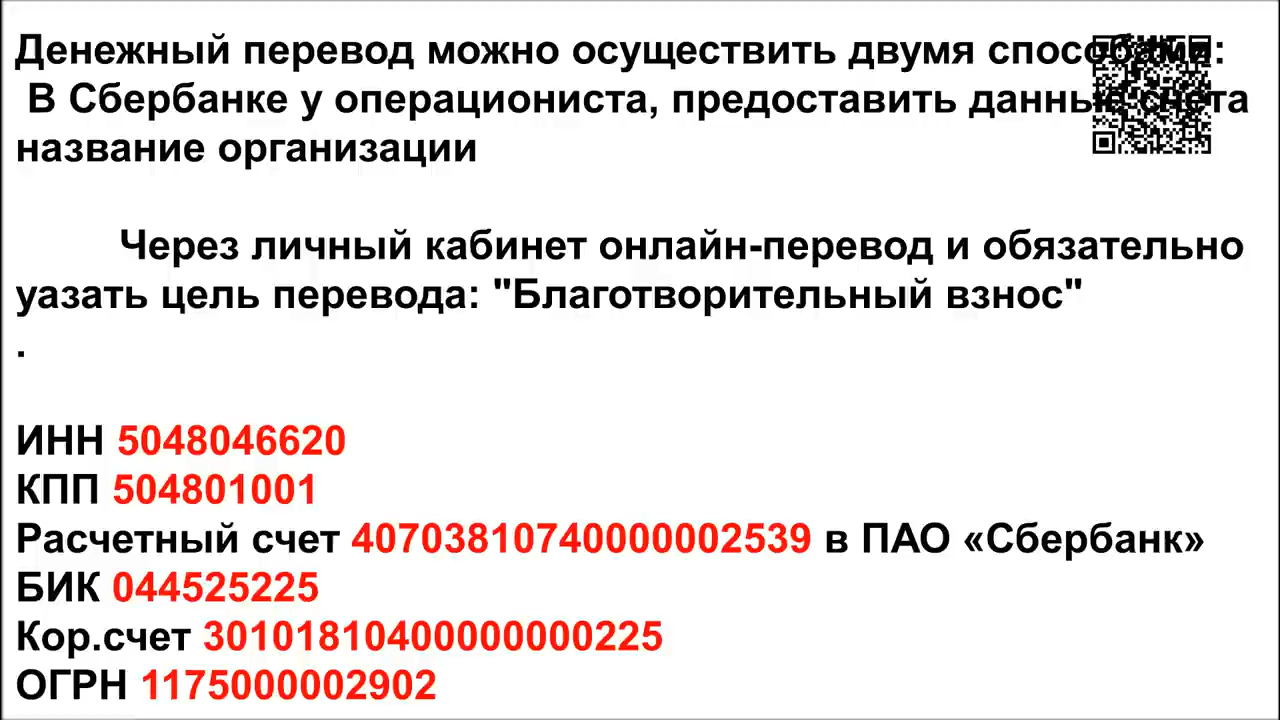 Денежный перевод можно осуществить двумя способами:
В Сбербанке у операциониста, предоставить данные счета
название организации
Через личный кабинет онлайн-перевод и обязательно
уазать цель перевода: "Благотворительный взнос"
.
ИНН 5048046620
КПП 504801001
Расчетный счет 40703810740000002539 в ПАО «Сбербанк»
БИК 044525225
Кор.счет 30101810400000000225
ОГРН 1175000002902